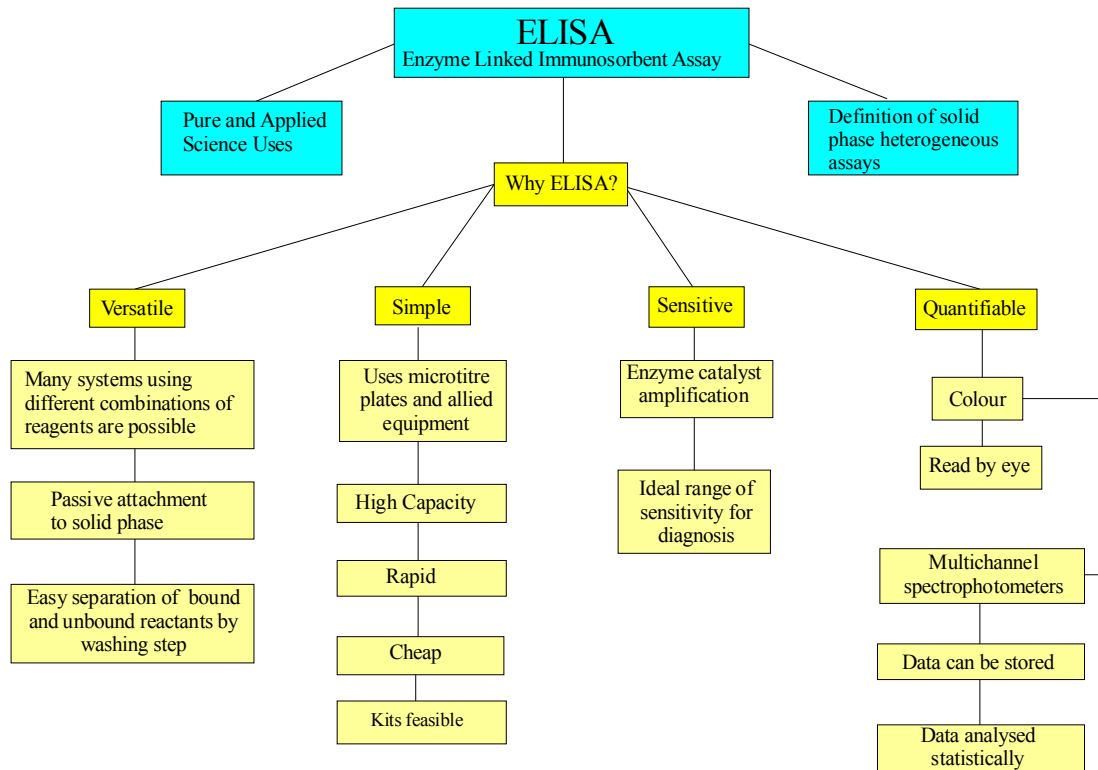 ELISA
Enzyme Linked Immunosorbent Assay
Pure and Applied
Science Uses
Definition of solid
phase heterogeneous
assays
Why ELISA?
Versatile
Many systems using
different combinations of
reagents are possible
Passive attachment
to solid phase
Easy separation of bound
and unbound reactants by
washing step
Simple
Uses microtitre
plates and allied
equipment
High Capacity
Rapid
Cheap
Kits feasible
Sensitive
Enzyme catalyst
amplification
Ideal range of
sensitivity for
diagnosis
Quantifiable
Colour
Read by eye
Multichannel
spectrophotometers
Data can be stored
Data analysed
statistically